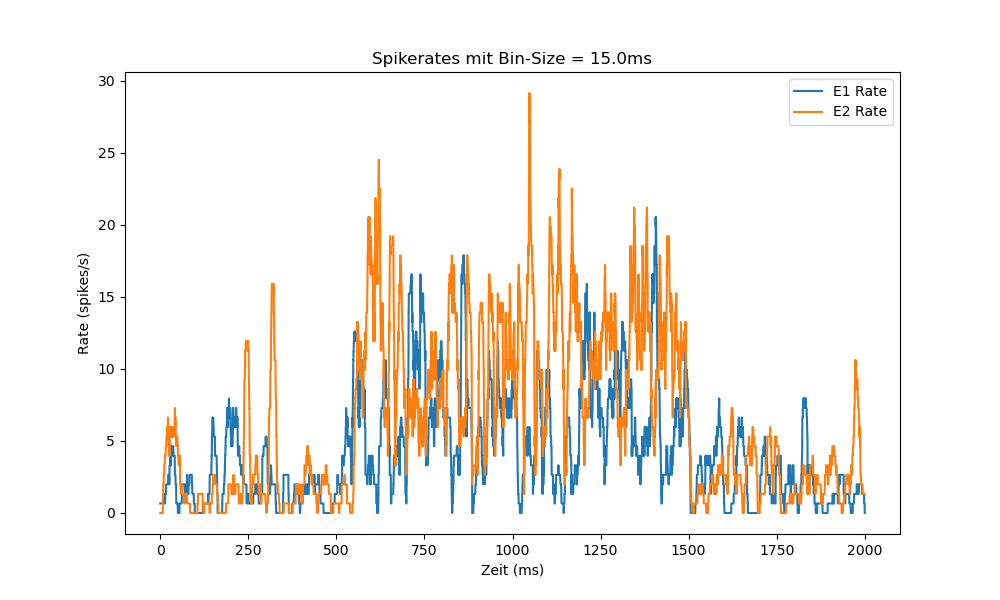 Spikerates mit Bin-Size = 15.0ms
E1 Rate
E2 Rate
30
25
20
15
10
5
0
Rate (spikes/s)
0 250 500 750 1000 1250 1500 1750 2000
Zeit (ms)